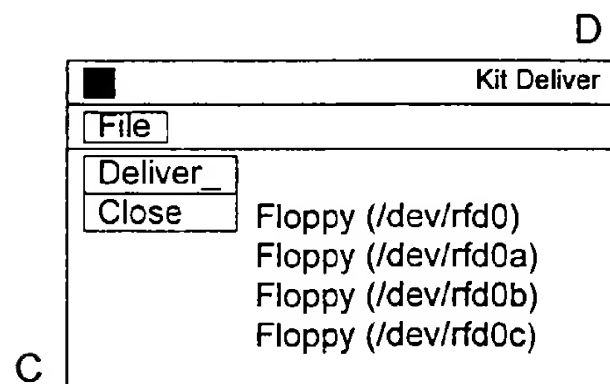 D
Kit Deliver
File
Deliver_
Close
Floppy (/dev/rfd0)
Floppy (/dev/rfd0a)
Floppy (/dev/rfd0b)
Floppy (/dev/rfd0c)
C